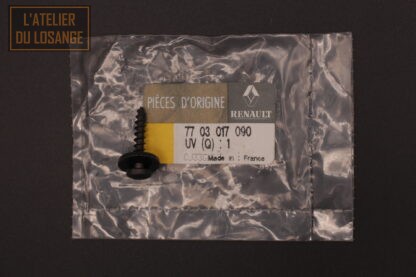 L'ATELIER
DU LOSANGE
PIÈCES D'ORIGINE
RENAULT
77 03 017 090
UV (Q) : 1
Made in : France